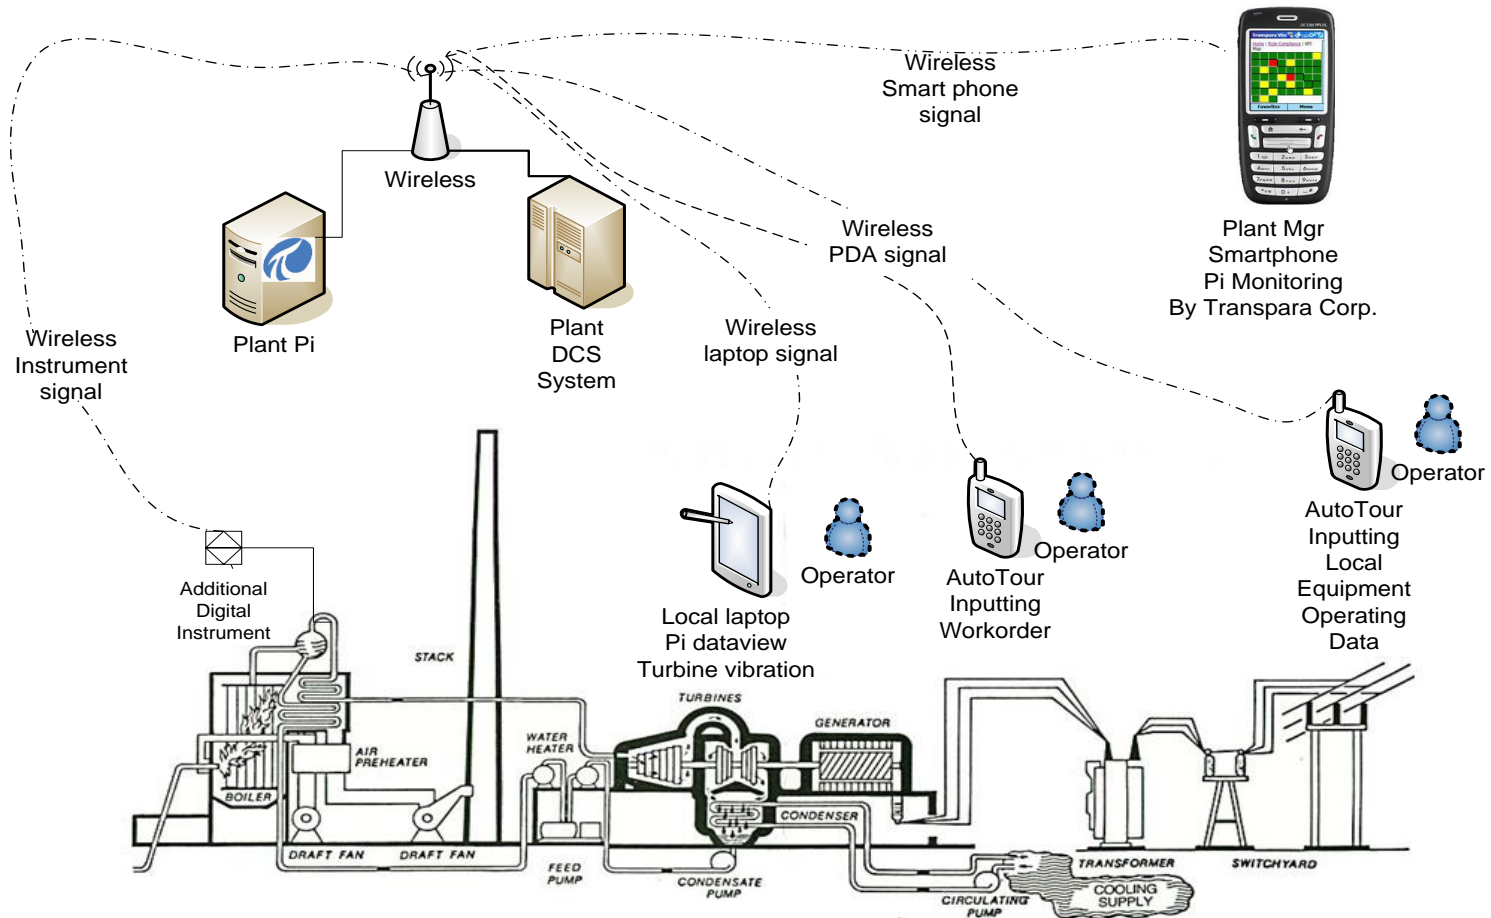 Wireless
Smart phone
signal
Wireless
Plant Mgr
Smartphone
Pi Monitoring
By Transpara Corp.
Wireless
PDA signal
Plant Pi
Plant
DCS
System
Wireless
laptop signal
Wireless
Instrument
signal
Additional
Digital
Instrument
Operator
Local laptop
Pi dataview
Turbine vibration
Operator
AutoTour
Inputting
Workorder
Operator
AutoTour
Inputting
Local
Equipment
Operating
Data
Favorites Menu
STACK
TURBINES
GENERATOR
WATER
HEATER
AIR
PREHEATER
BOILER
CONDENSER
DRAFT FAN
DRAFT FAN
FEED
PUMP
CONDENSATE
PUMP
CIRCULATING
PUMP
COOLING
SUPPLY
TRANSFORMER
SWITCHYARD